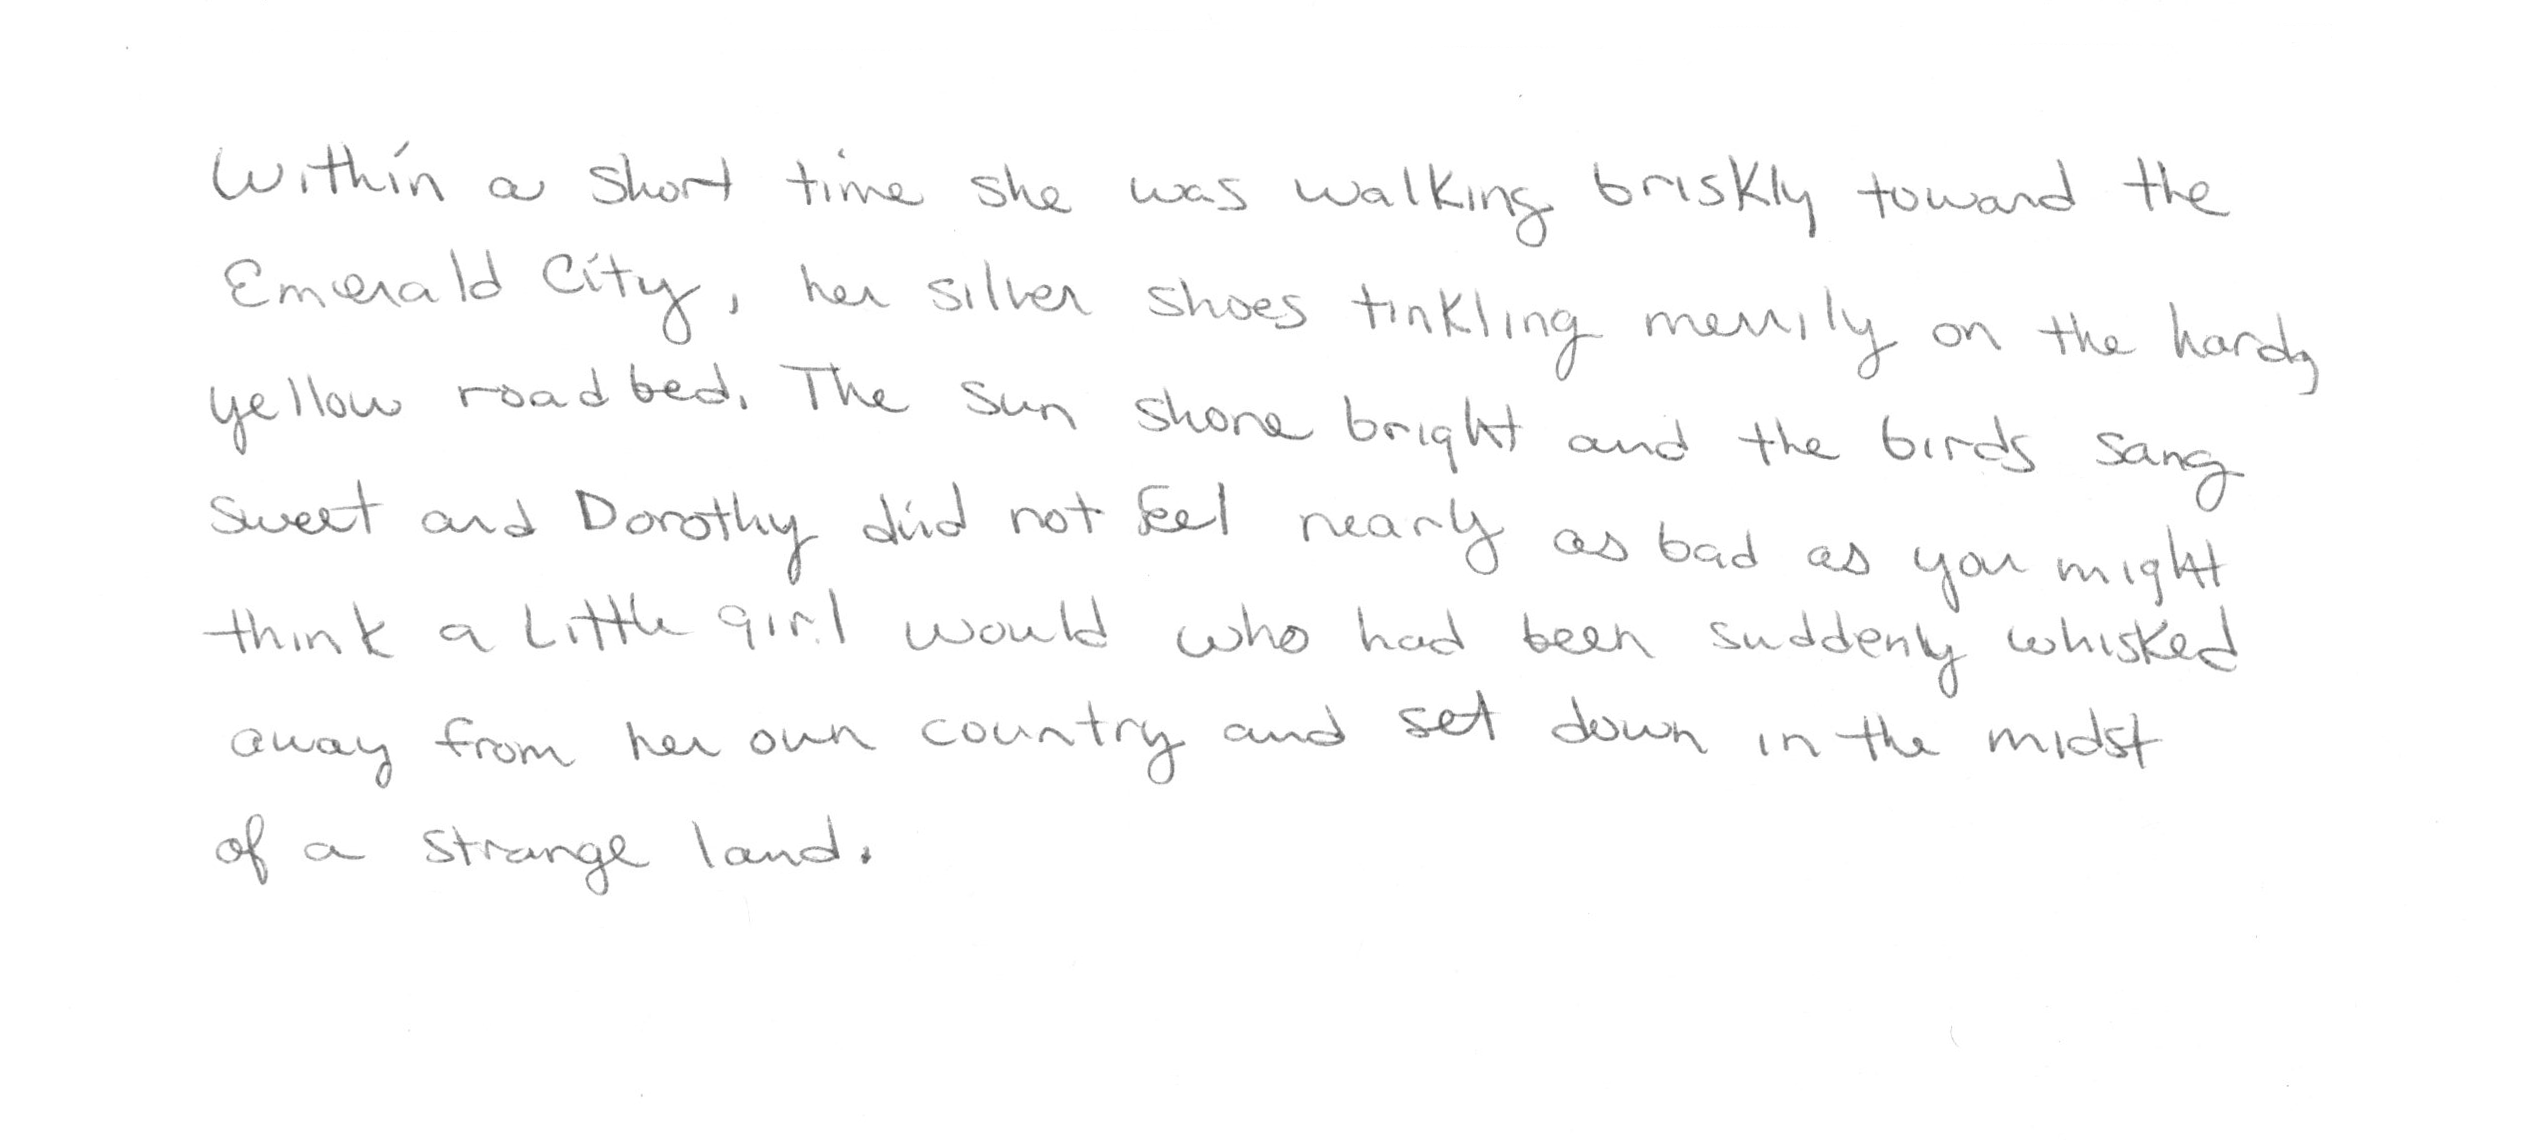 Within a short time she was walking briskly toward the
Emerald City, her silver shoes tinkling merrily on the hard,
yellow roadbed. The sun shone bright and the birds sang
sweet and Dorothy did not feel nearly as bad as you might
think a little girl would who had been suddenly whisked
away from her own country and set down in the midst
of a strange land.